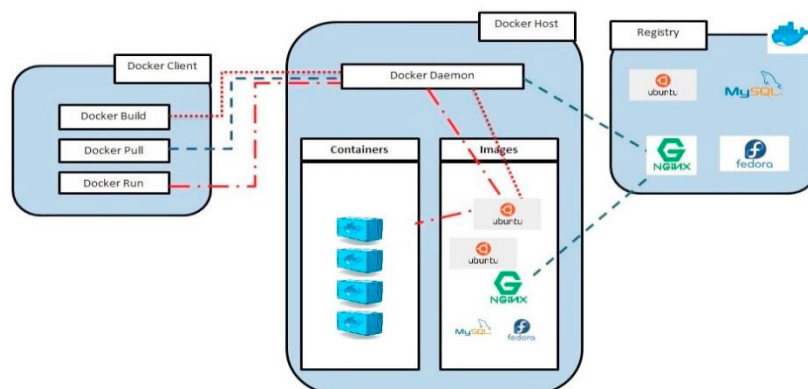 Docker Client
Docker Build
Docker Pull
Docker Run
Docker Host
Docker Daemon
Containers
Images
ubuntu
ubuntu
NGINX
MySQL
fedora
Registry
ubuntu
MySQL
NGINX
fedora